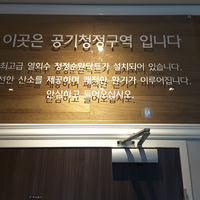 이곳은 공기청정구역 입니다
최고급 열회수 청정순환덕트가 설치되어 있습니다.
선한 산소를 제공하며 쾌적한 환기가 이루어집니다.
안심하고 들어오십시오.